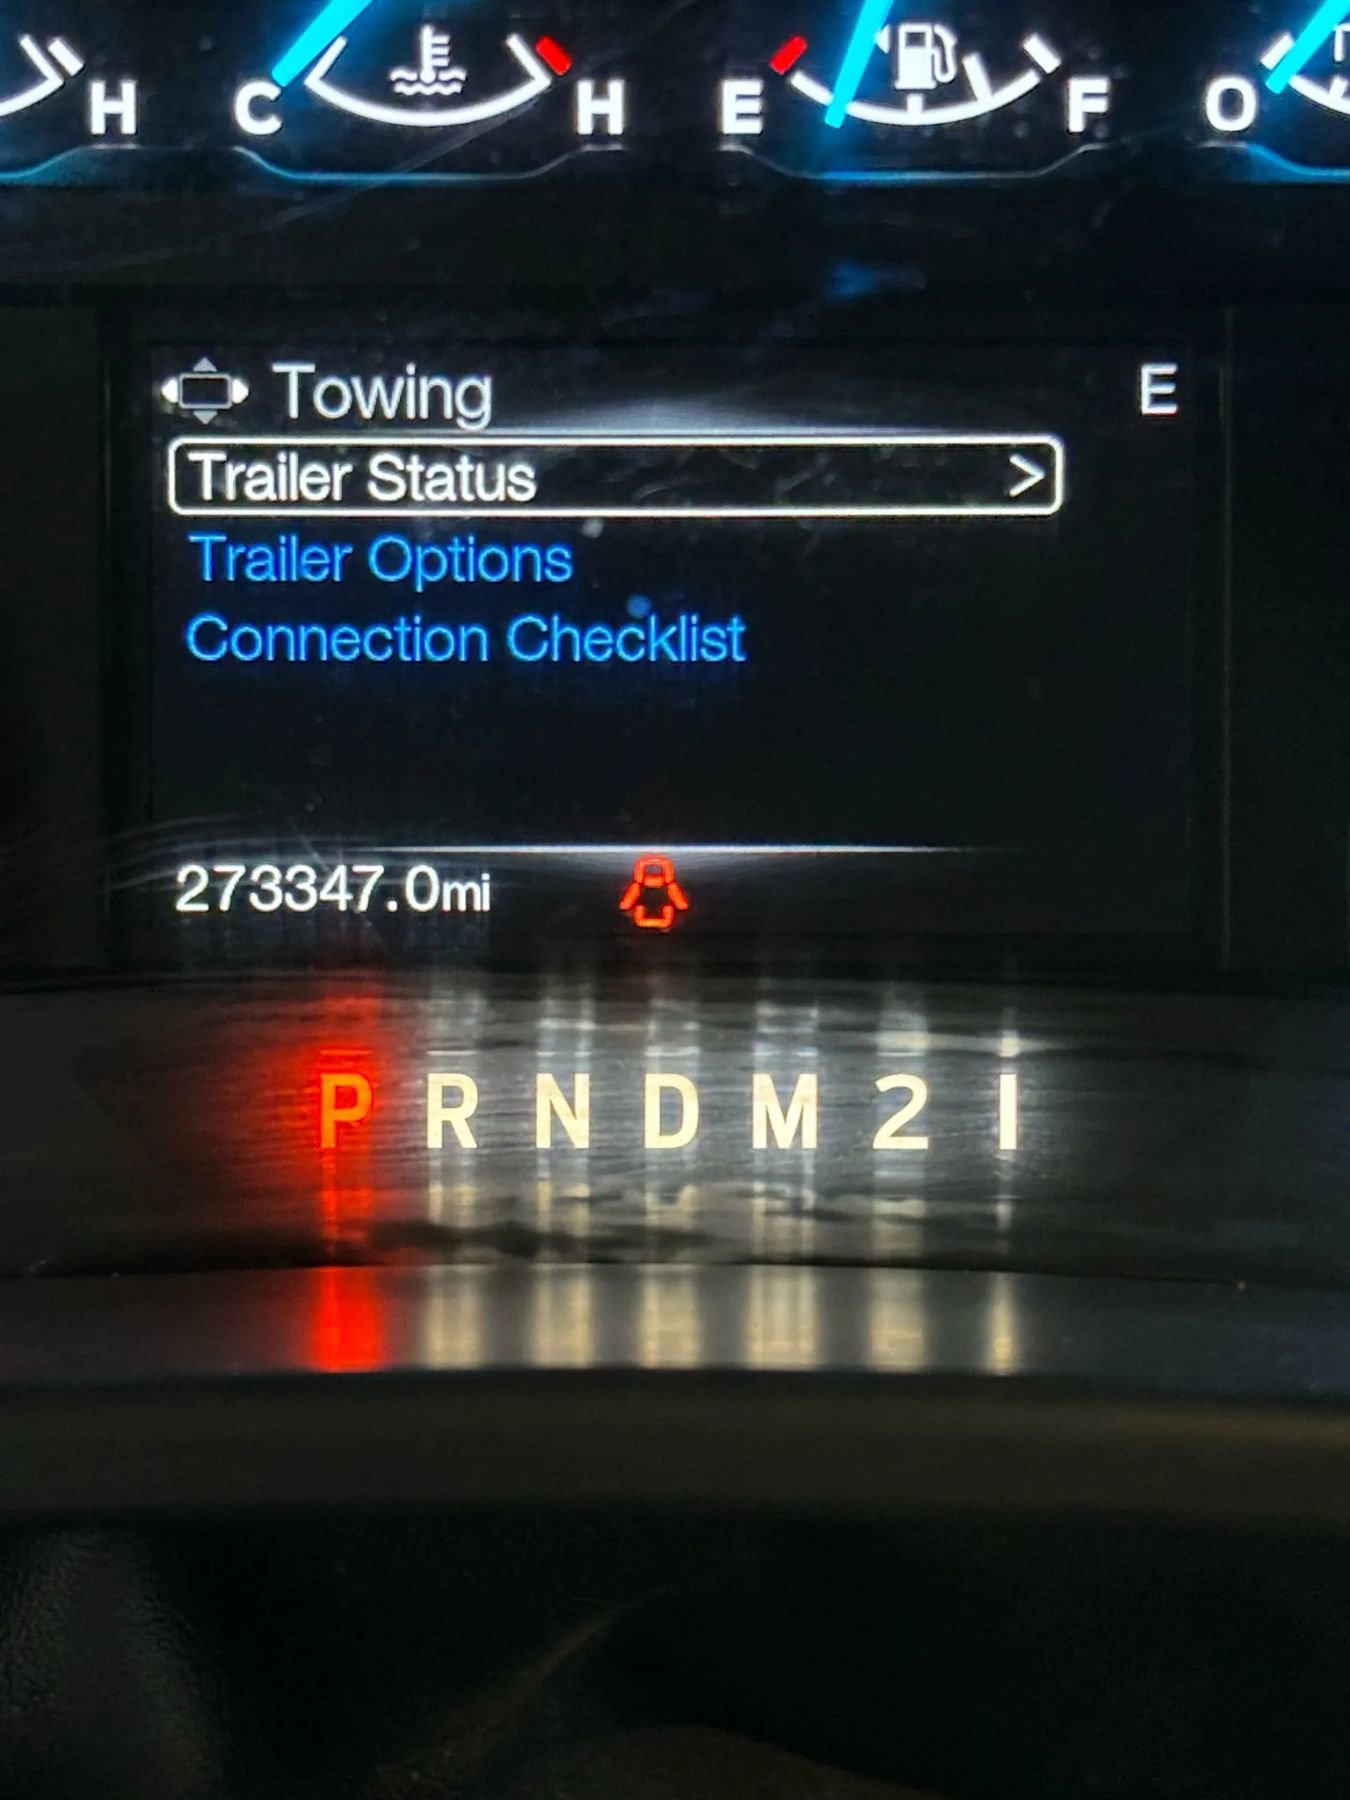 H C H E F O
Towing E
Trailer Status >
Trailer Options
Connection Checklist
273347.0mi
P R N D M 2 1